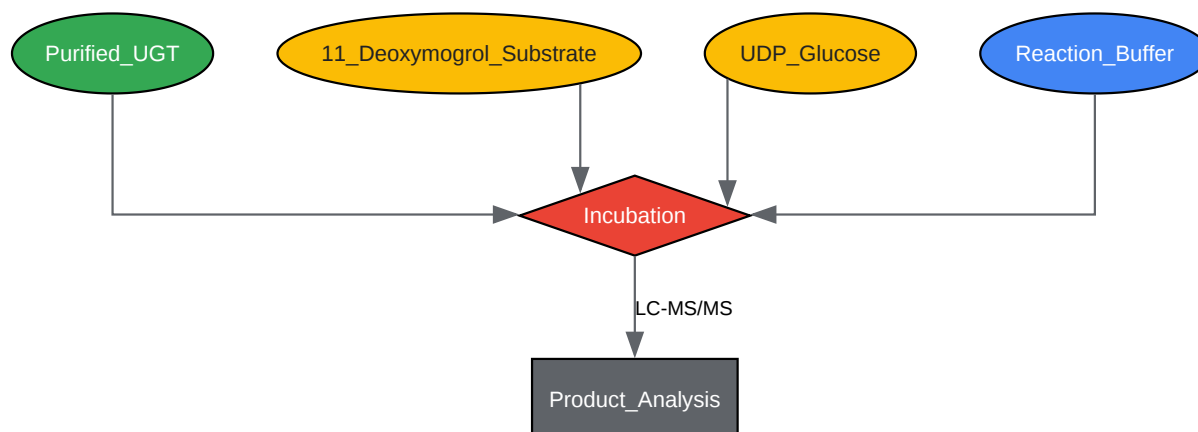 Purified_UGT
11_Deoxymogrol_Substrate
UDP_Glucose
Reaction_Buffer
Incubation
LC-MS/MS
Product_Analysis